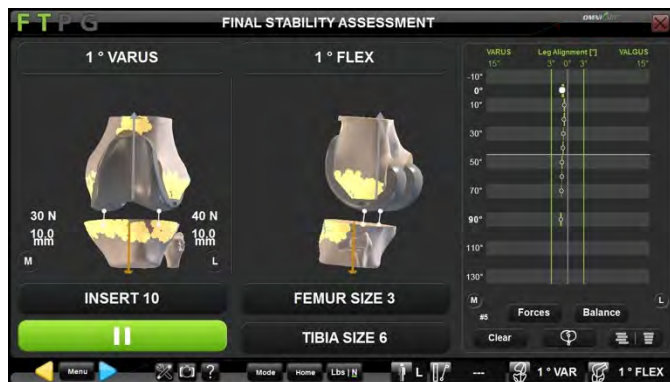 FTPG
FINAL STABILITY ASSESSMENT
1° VARUS
1° FLEX
30 N
10.0
mm
M
40 N
10.0
mm
L
INSERT 10
FEMUR SIZE 3
TIBIA SIZE 6
VARUS Leg Alignment [°] VALGUS
15° 3° 0° 3° 15°
-10°
0°
10°
30°
50°
70°
90°
110°
130°
M
L
#5
Forces
Balance
Clear
Menu
?
Mode
Home
Lbs | N
L
---
1° VAR
1° FLEX